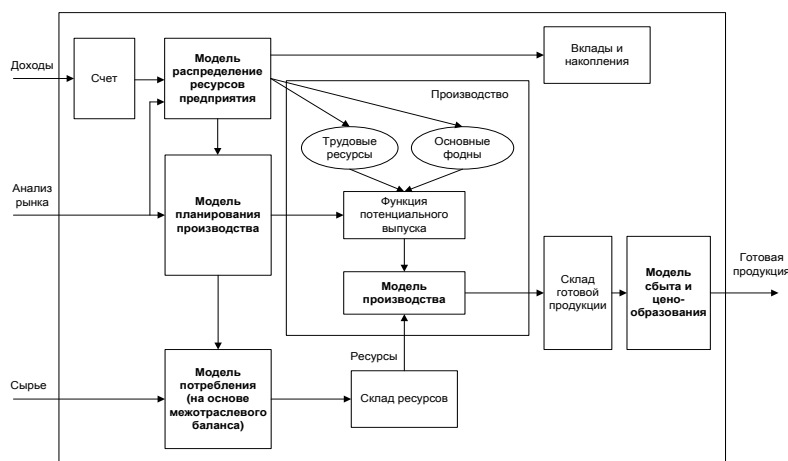 Доходы
Счет
Модель
распределение
ресурсов
предприятия
Вклады и
накопления
Производство
Трудовые
ресурсы
Основные
фодны
Анализ
рынка
Модель
планирования
производства
Функция
потенциального
выпуска
Модель
производства
Склад
готовой
продукции
Модель
сбыта и
цено-
образования
Готовая
продукция
Ресурсы
Сырье
Модель
потребления
(на основе
межотраслевого
баланса)
Склад ресурсов